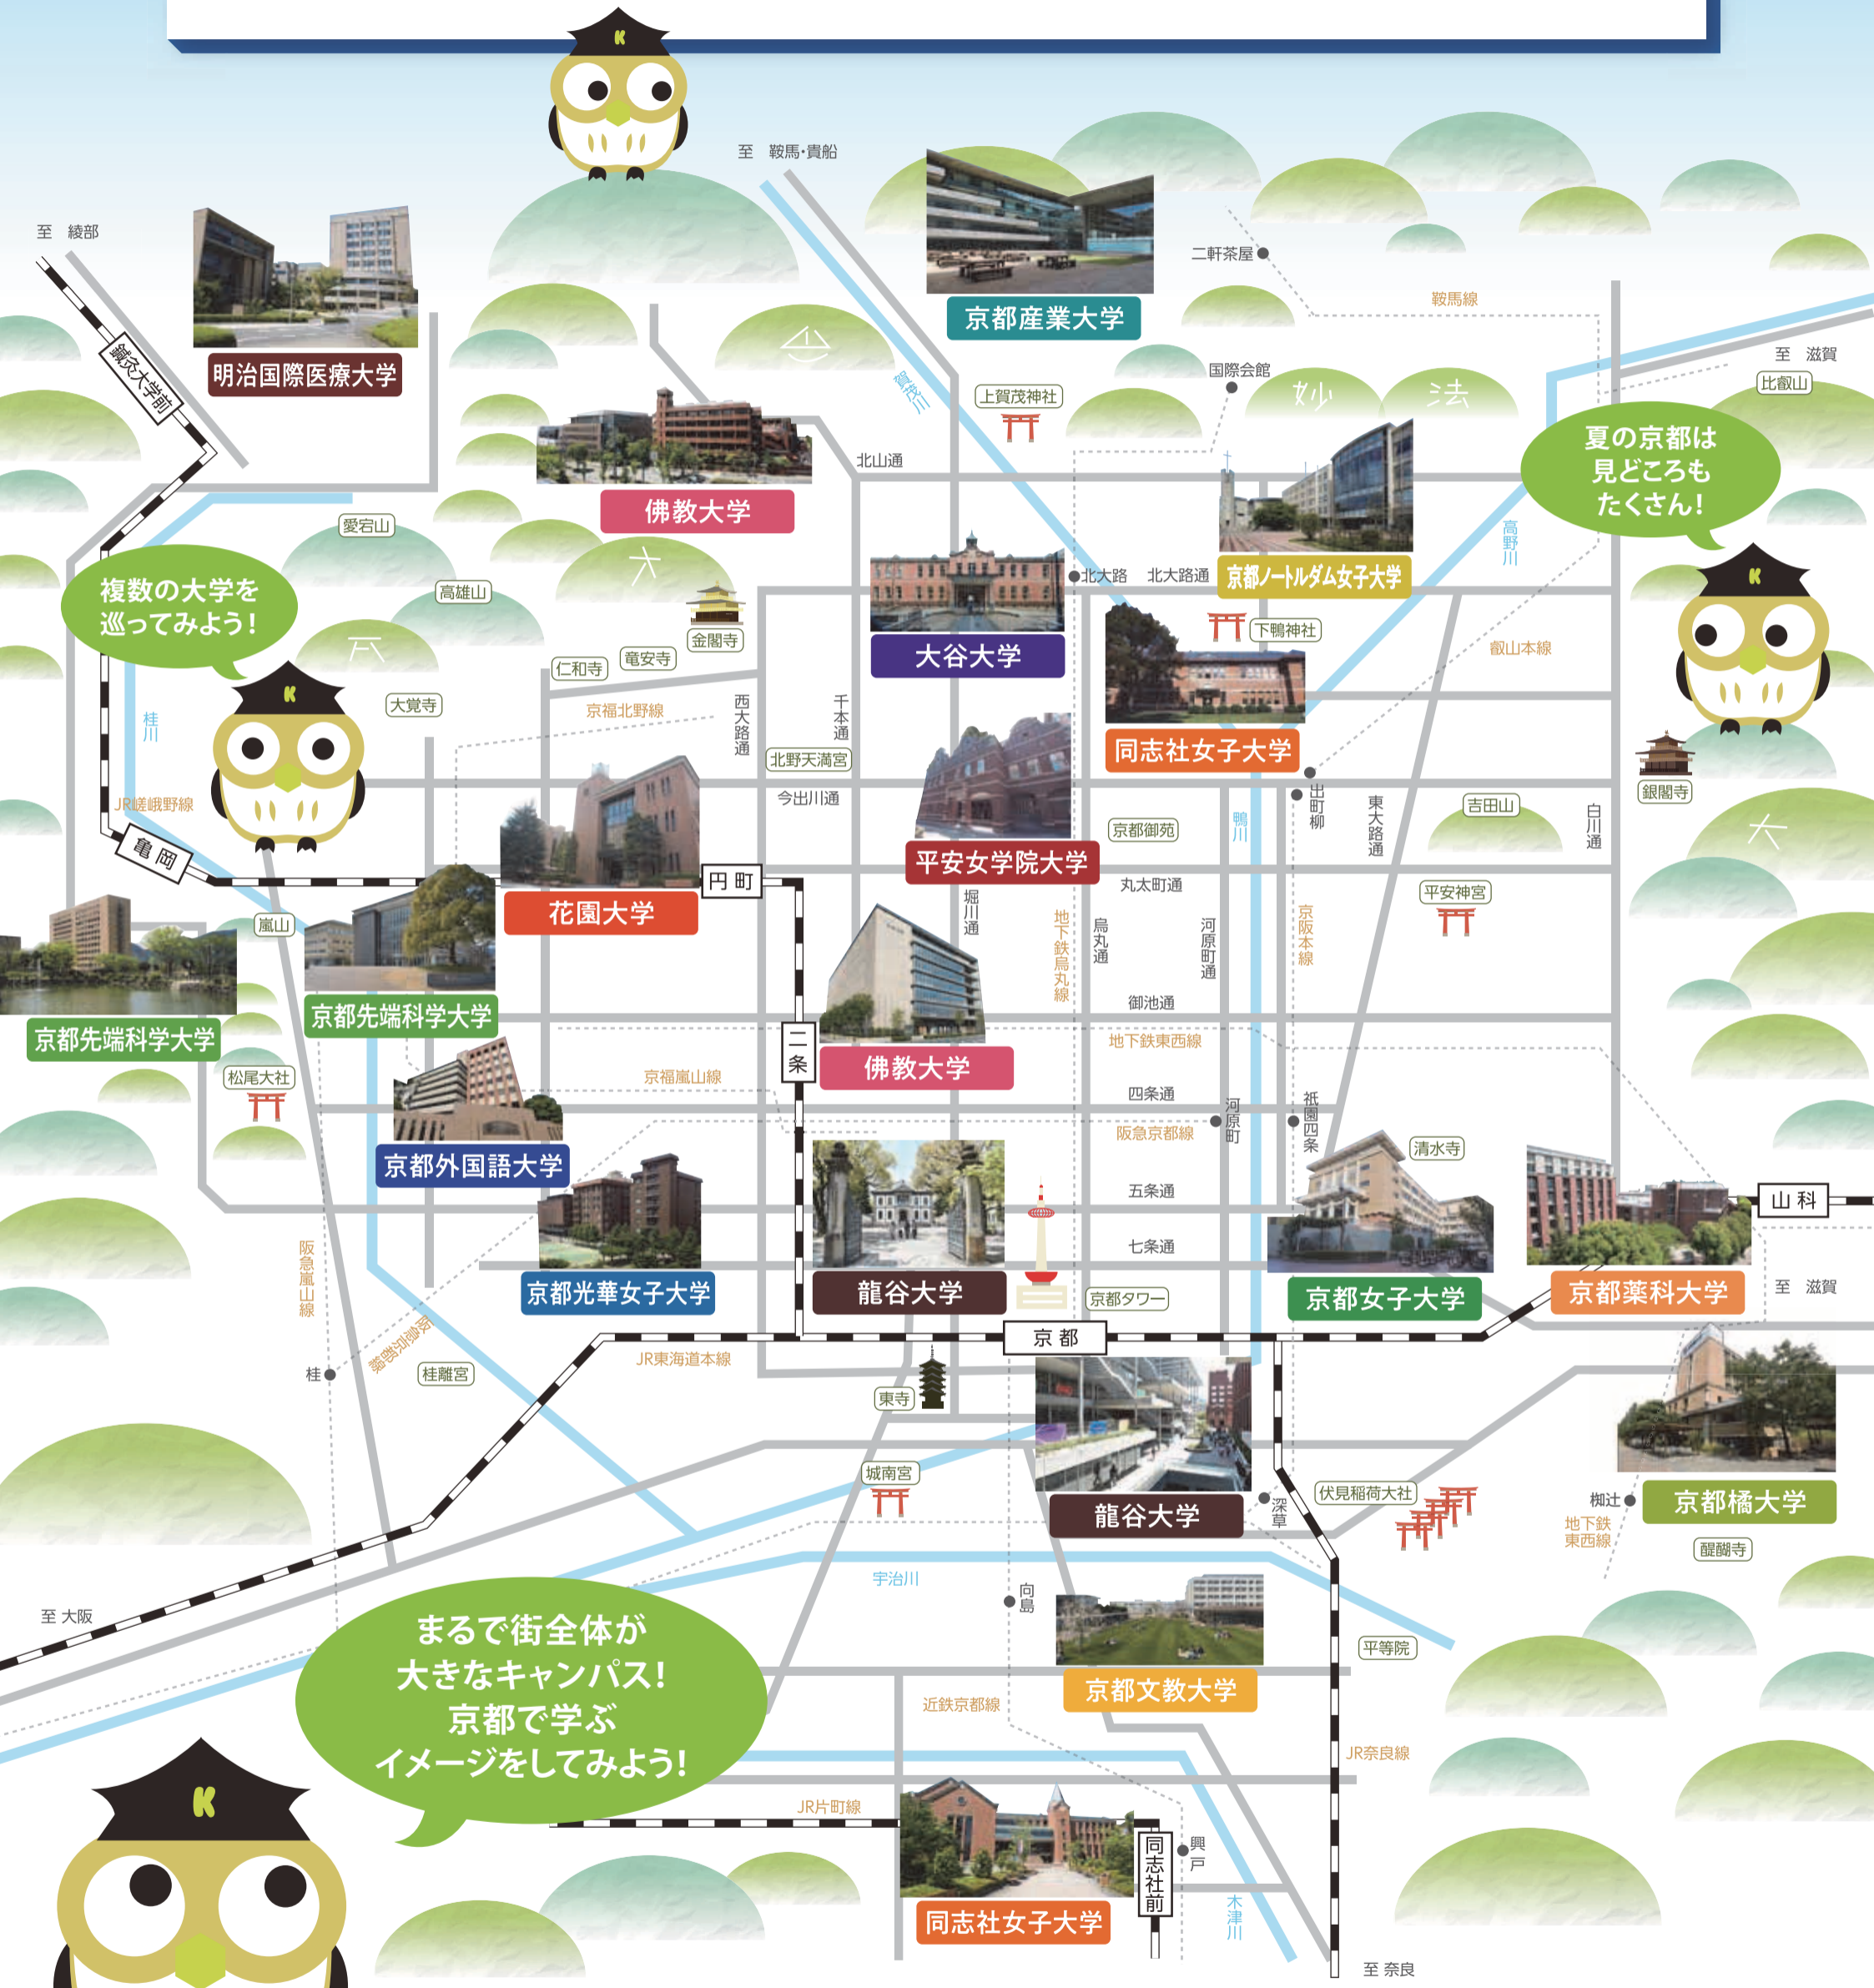 K
至 鞍馬・貴船
至 綾部
二軒茶屋
鞍馬線
京都産業大学
鍼灸大学前
明治国際医療大学
国際会館
至 滋賀
比叡山
賀茂川
上賀茂神社
妙
法
夏の京都は
見どころも
たくさん!
K
北山通
佛教大学
愛宕山
高野川
複数の大学を
巡ってみよう!
K
高雄山
金閣寺
竜安寺
仁和寺
北大路
北大路通
京都ノートルダム女子大学
下鴨神社
叡山本線
大谷大学
大覚寺
桂川
京福北野線
西大路通
千本通
北野天満宮
今出川通
同志社女子大学
出町柳
東大路通
吉田山
白川通
銀閣寺
大
JR嵯峨野線
亀岡
京都御苑
鴨川
平安女学院大学
円町
花園大学
丸太町通
平安神宮
嵐山
堀川通
地下鉄烏丸線
烏丸通
河原町通
京阪本線
京都先端科学大学
京都先端科学大学
御池通
地下鉄東西線
二条
佛教大学
松尾大社
京福嵐山線
四条通
河原町
祇園四条
阪急京都線
清水寺
京都外国語大学
五条通
山科
七条通
阪急嵐山線
京都光華女子大学
龍谷大学
京都タワー
京都女子大学
京都薬科大学
至 滋賀
阪急京都線
桂
桂離宮
JR東海道本線
京都
東寺
城南宮
龍谷大学
深草
伏見稲荷大社
椥辻
京都橘大学
地下鉄
東西線
醍醐寺
宇治川
向島
至 大阪
まるで街全体が
大きなキャンパス!
京都で学ぶ
イメージをしてみよう!
K
平等院
京都文教大学
近鉄京都線
JR奈良線
JR片町線
同志社前
興戸
同志社女子大学
木津川
至 奈良